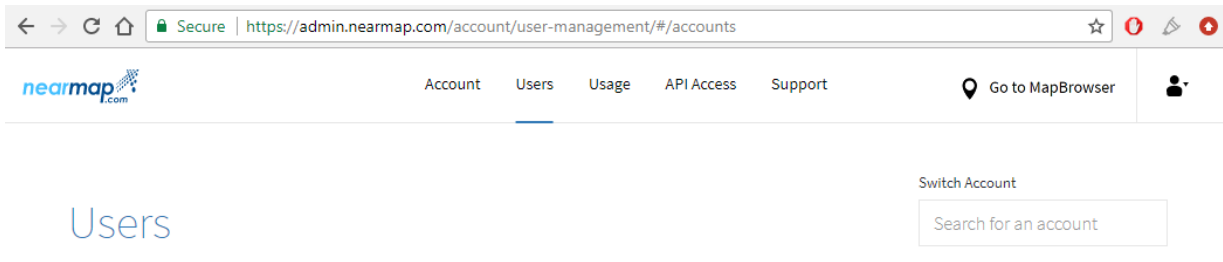 Secure | https://admin.nearmap.com/account/user-management/#/accounts
nearmap
.com
Account Users Usage API Access Support Go to MapBrowser
Switch Account
Users
Search for an account